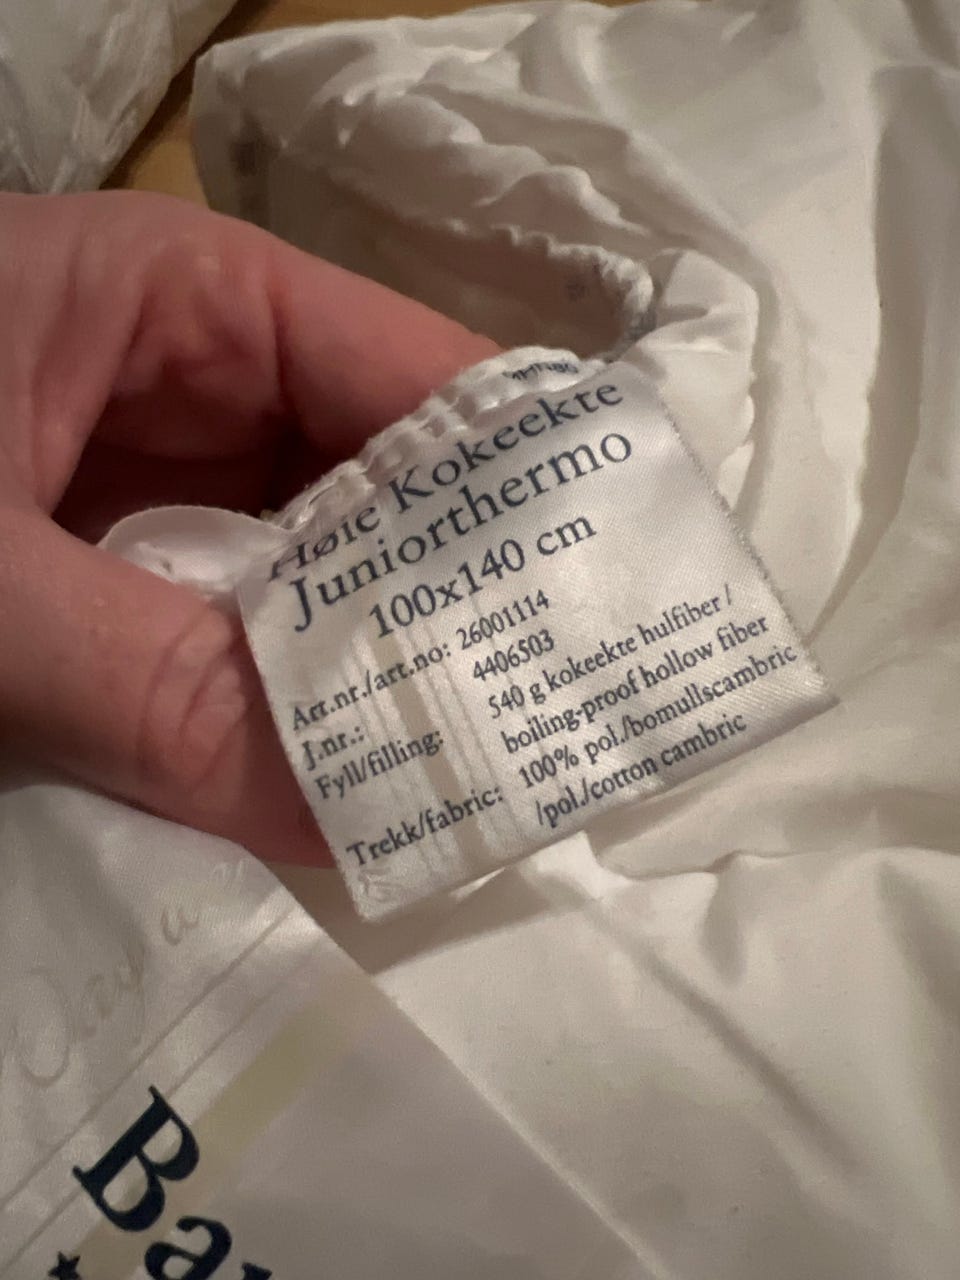 Høie Kokeekte
Juniorthermo
100x140 cm
Art.nr./art.no: 26001114
J.nr.: 4406503
Fyll/filling: 540 g kokeekte hulfiber /
boiling-proof hollow fiber
Trekk/fabric: 100% pol./bomullscambric
/pol./cotton cambric
Ba